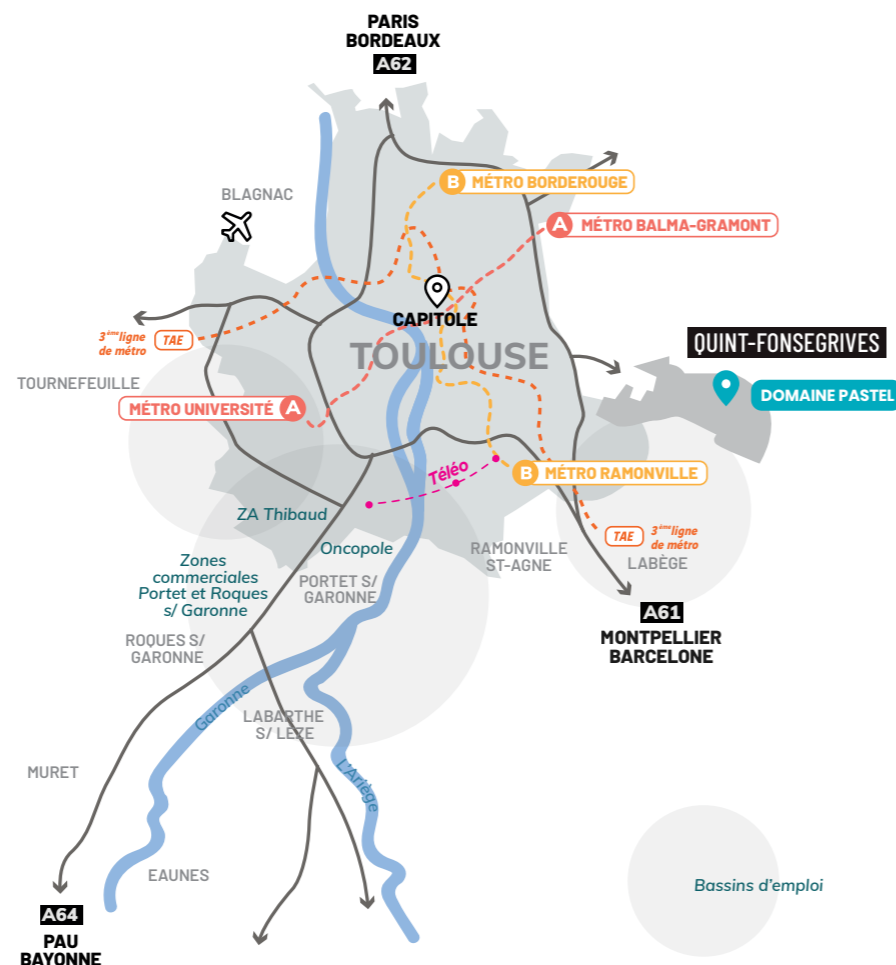 PARIS
BORDEAUX
A62
B MÉTRO BORDEROUGE
BLAGNAC
A MÉTRO BALMA-GRAMONT
CAPITOLE
TOULOUSE
3ème ligne
de métro
TAE
QUINT-FONSEGRIVES
TOURNEFEUILLE
DOMAINE PASTEL
MÉTRO UNIVERSITÉ A
Téléo
B MÉTRO RAMONVILLE
ZA Thibaud
Oncopole
TAE
3ème ligne
de métro
RAMONVILLE
ST-AGNE
LABÈGE
Zones
commerciales
Portet et Roques
s/ Garonne
PORTET S/
GARONNE
A61
MONTPELLIER
BARCELONE
ROQUES S/
GARONNE
Garonne
LABARTHE
S/ LÈZE
L'Ariège
MURET
EAUNES
Bassins d'emploi
A64
PAU
BAYONNE